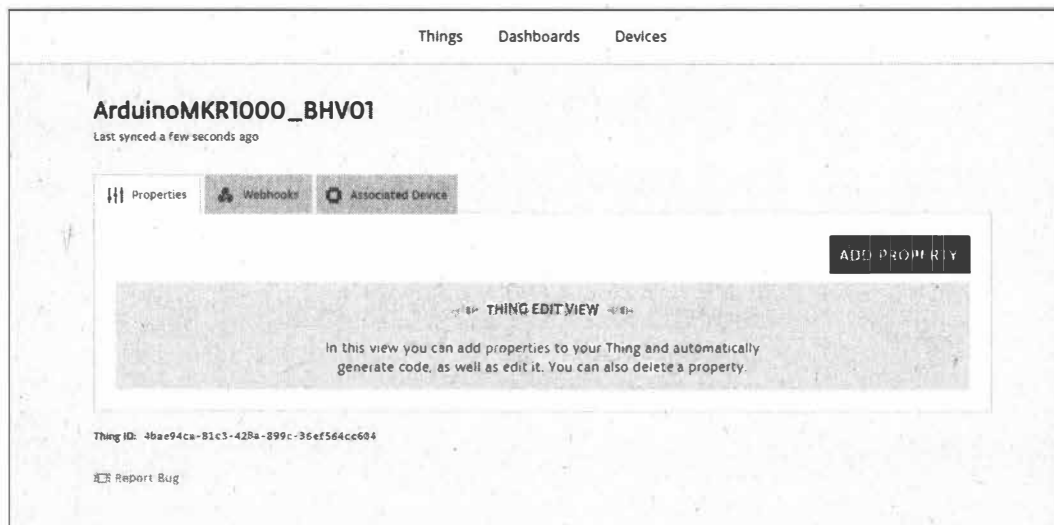 Things Dashboards Devices
ArduinoMKR1000_BHV01
Last synced a few seconds ago
Properties Webhooks Associated Device
ADD PROPERTY
THING EDIT VIEW
In this view you can add properties to your Thing and automatically
generate code, as well as edit it. You can also delete a property.
Thing ID: 4bae94ca-81c3-428a-899c-36ef564cc604
Report Bug